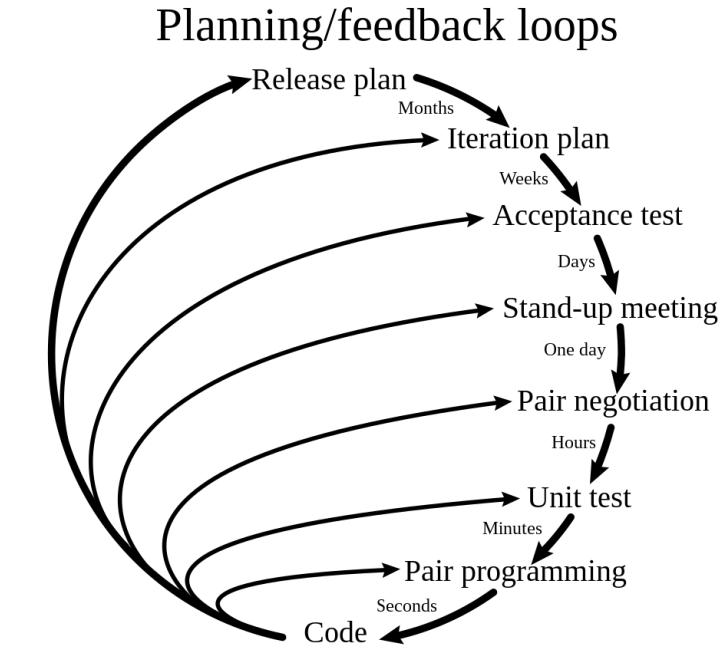 Planning/feedback loops
Release plan
Months
Iteration plan
Weeks
Acceptance test
Days
Stand-up meeting
One day
Pair negotiation
Hours
Unit test
Minutes
Pair programming
Seconds
Code